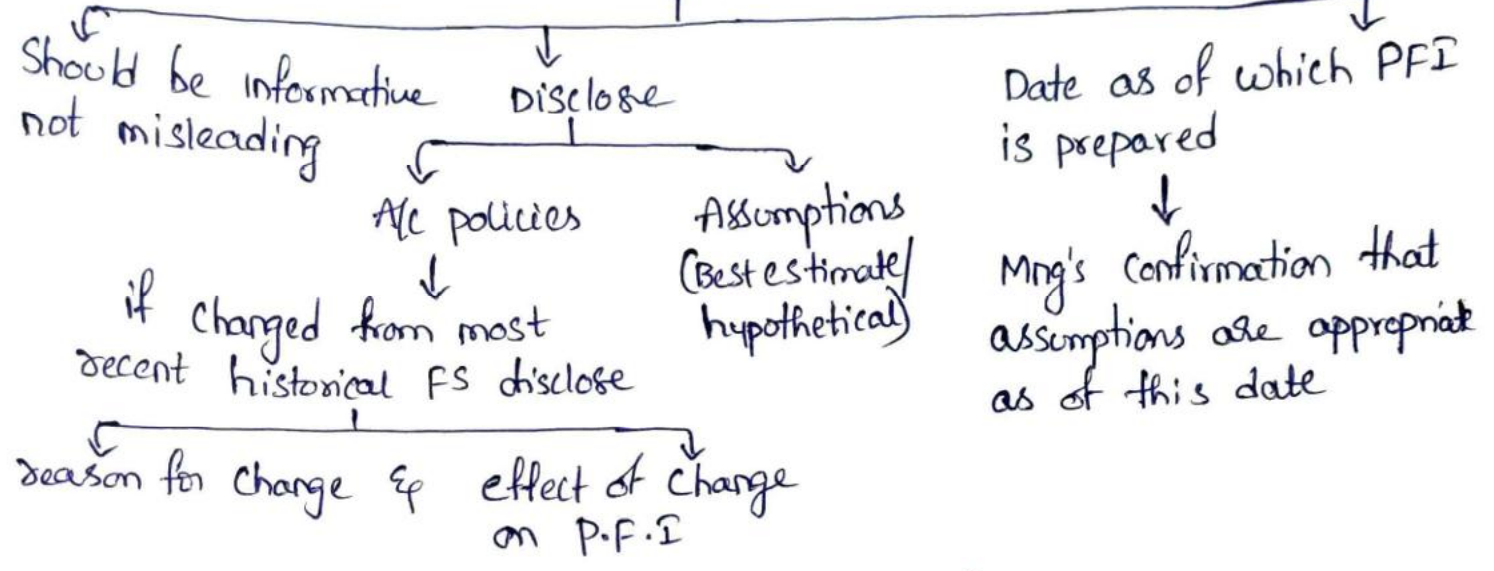 Should be informative
not misleading
Disclose
A/c policies
if changed from most
recent historical FS disclose
reason for change & effect of change
on P.F.I
Assumptions
(Best estimate/
hypothetical)
Date as of which PFI
is prepared
Mng's Confirmation that
assumptions are appropriate
as of this date